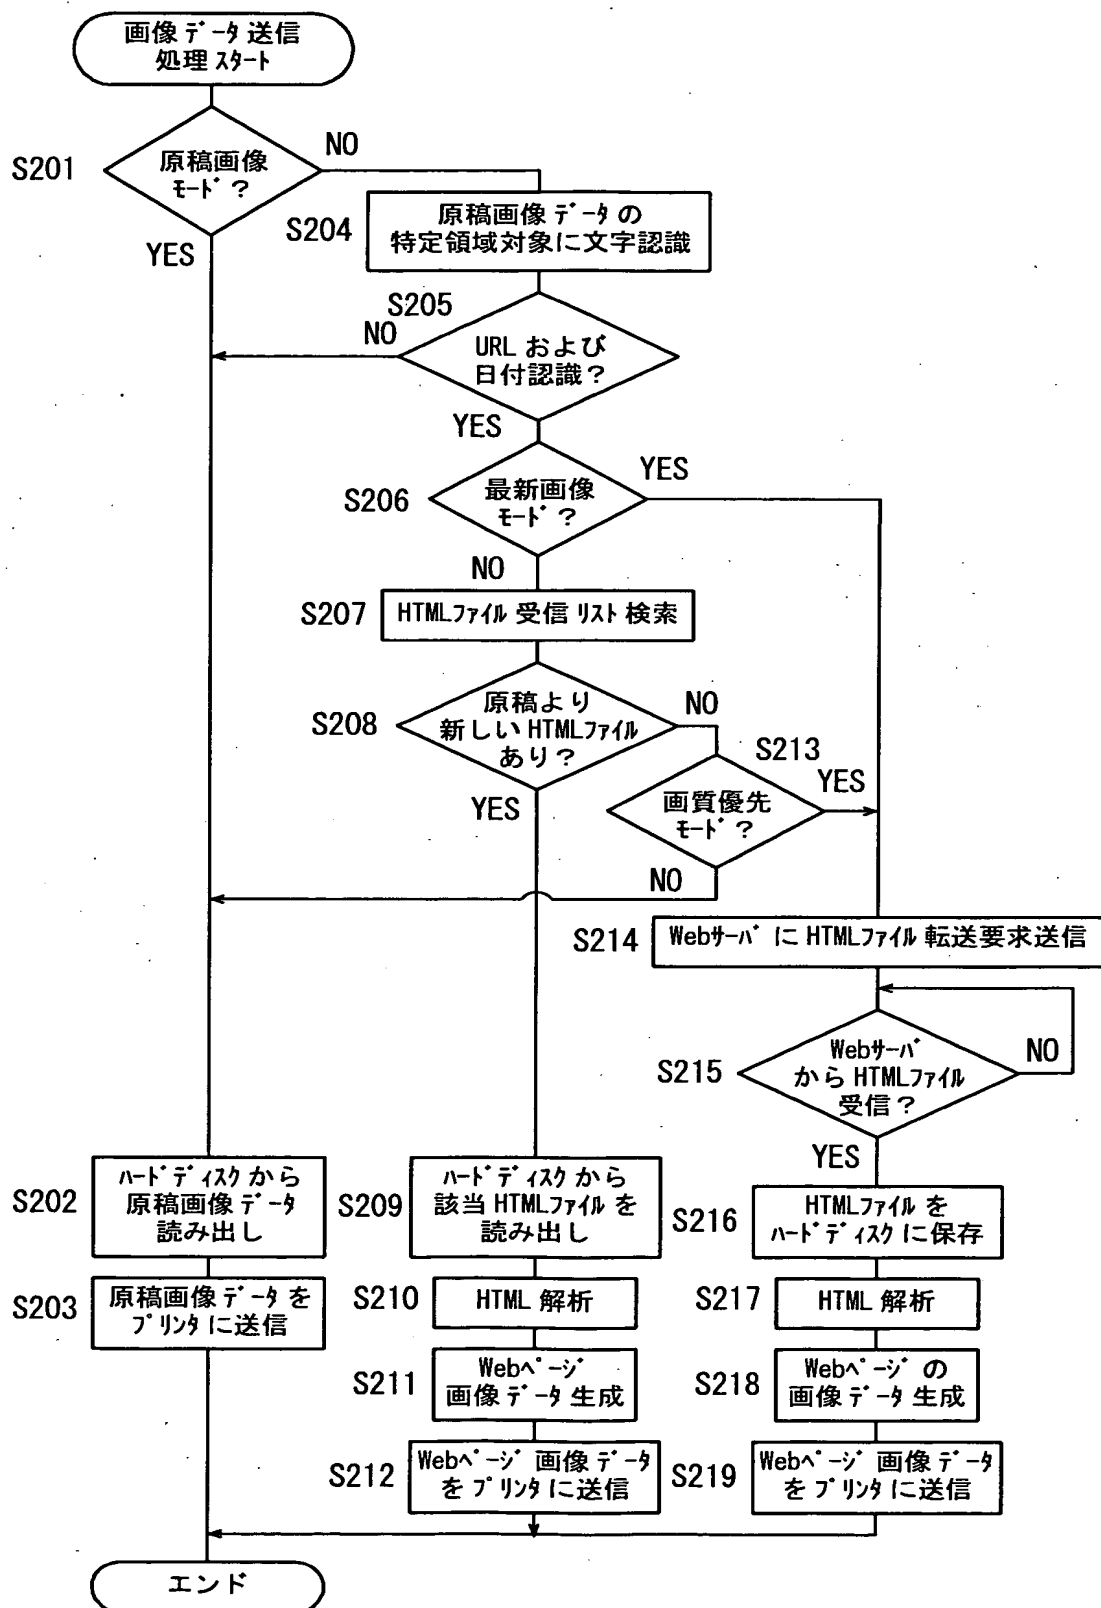 画像データ送信
処理スタート
S201
原稿画像
モード?
NO
YES
S204
原稿画像データの
特定領域対象に文字認識
S205
NO
URLおよび
日付認識?
YES
S206
最新画像
モード?
YES
NO
S207
HTMLファイル受信リスト検索
S208
原稿より
新しいHTMLファイル
あり?
NO
YES
S213
画質優先
モード?
YES
NO
S214
WebサーバにHTMLファイル転送要求送信
S215
Webサーバ
からHTMLファイル
受信?
NO
YES
S202
ハードディスクから
原稿画像データ
読み出し
S209
ハードディスクから
該当HTMLファイルを
読み出し
S216
HTMLファイルを
ハードディスクに保存
S203
原稿画像データを
プリンタに送信
S210
HTML解析
S217
HTML解析
S211
Webページ
画像データ生成
S218
Webページの
画像データ生成
S212
Webページ画像データ
をプリンタに送信
S219
Webページ画像データ
をプリンタに送信
エンド